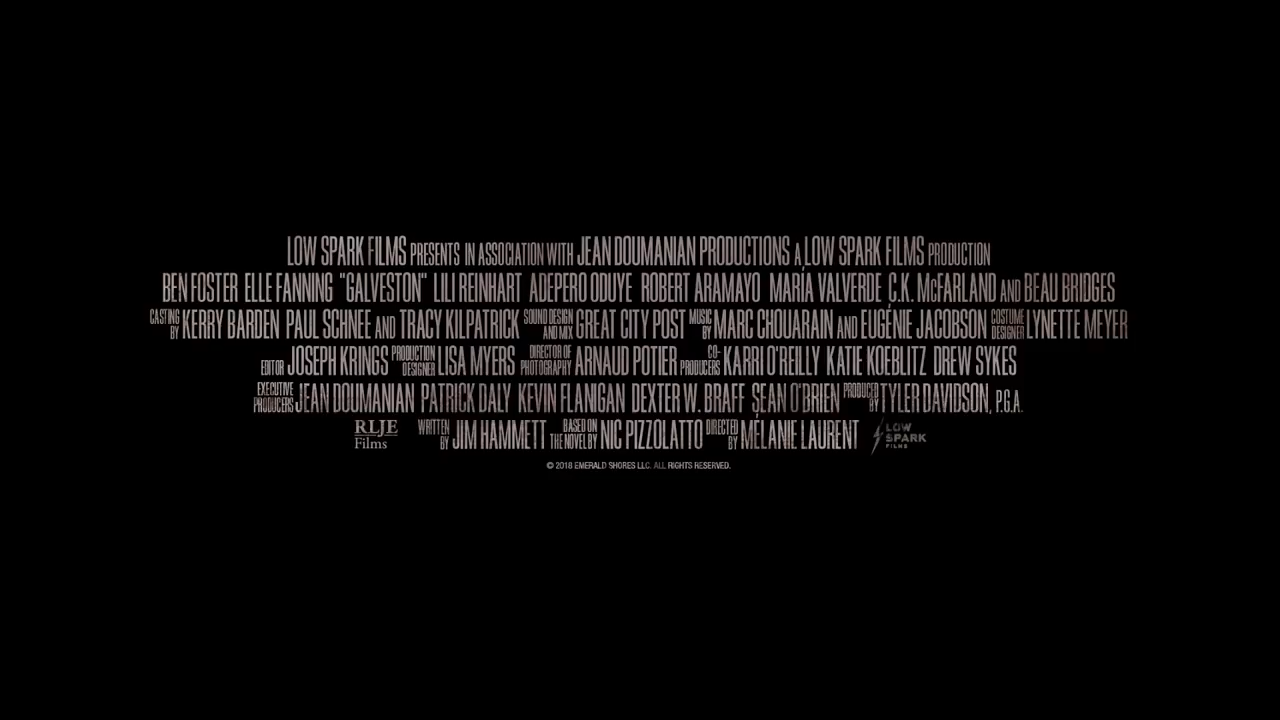 LOW SPARK FILMS PRESENTS IN ASSOCIATION WITH JEAN DOUMANIAN PRODUCTIONS A LOW SPARK FILMS PRODUCTION
BEN FOSTER ELLE FANNING "GALVESTON" LILI REINHART ADEPERO ODUYE ROBERT ARAMAYO MARÍA VALVERDE C.K. McFARLAND AND BEAU BRIDGES
CASTING BY KERRY BARDEN PAUL SCHNEE AND TRACY KILPATRICK SOUND DESIGN AND MIX GREAT CITY POST MUSIC BY MARC CHOUARAIN AND EUGÉNIE JACOBSON COSTUME DESIGNER LYNETTE MEYER
EDITOR JOSEPH KRINGS PRODUCTION DESIGNER LISA MYERS DIRECTOR OF PHOTOGRAPHY ARNAUD POTIER CO-PRODUCERS KARRI O'REILLY KATIE KOEBLITZ DREW SYKES
EXECUTIVE PRODUCERS JEAN DOUMANIAN PATRICK DALY KEVIN FLANIGAN DEXTER W. BRAFF SEAN O'BRIEN PRODUCED BY TYLER DAVIDSON, P.G.A.
RLJE Films WRITTEN BY JIM HAMMETT BASED ON THE NOVEL BY NIC PIZZOLATTO DIRECTED BY MÉLANIE LAURENT LOW SPARK FILMS
© 2018 EMERALD SHORES LLC. ALL RIGHTS RESERVED.